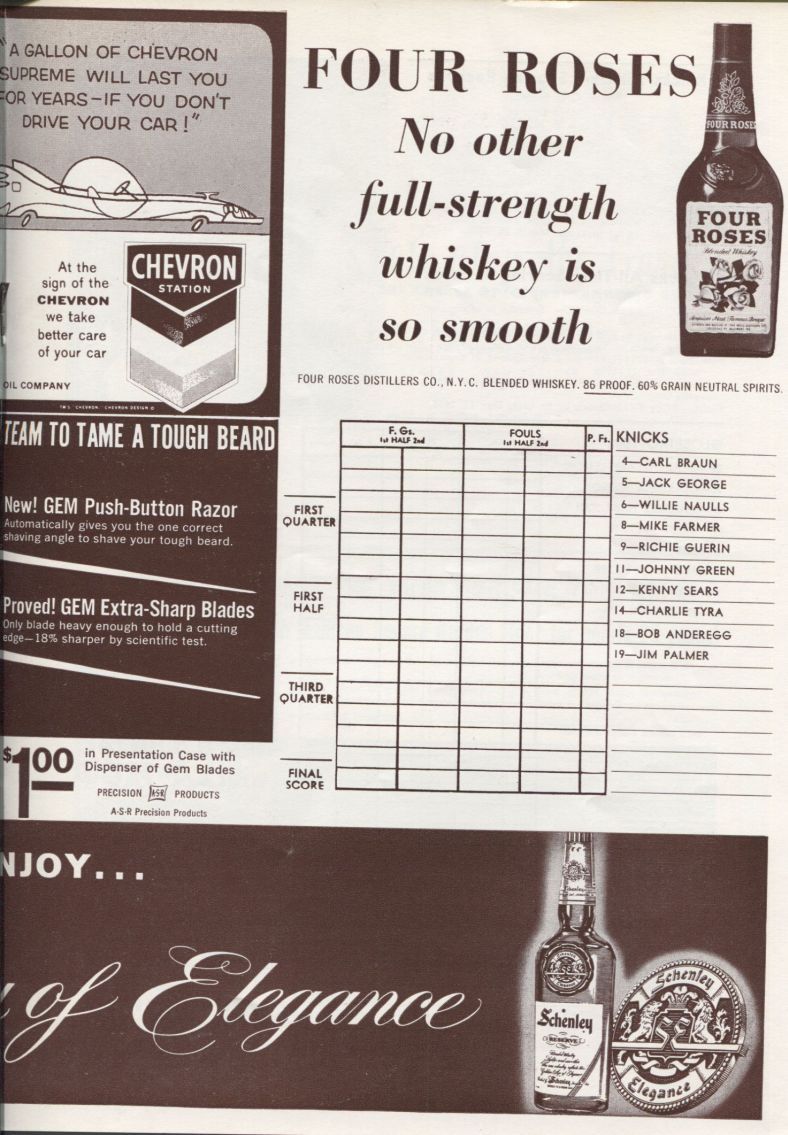 "A GALLON OF CHEVRON
SUPREME WILL LAST YOU
FOR YEARS—IF YOU DON'T
DRIVE YOUR CAR!"
At the
sign of the
CHEVRON
we take
better care
of your car
CHEVRON
STATION
OIL COMPANY
TM'S "CHEVRON," CHEVRON DESIGN ®
FOUR ROSES
No other
full-strength
whiskey is
so smooth
FOUR ROSES
FOUR
ROSES
Blended Whiskey
FOUR ROSES DISTILLERS CO., N.Y.C. BLENDED WHISKEY. 86 PROOF. 60% GRAIN NEUTRAL SPIRITS.
TEAM TO TAME A TOUGH BEARD
New! GEM Push-Button Razor
Automatically gives you the one correct
shaving angle to shave your tough beard.
Proved! GEM Extra-Sharp Blades
Only blade heavy enough to hold a cutting
edge—18% sharper by scientific test.
$1.00 in Presentation Case with
Dispenser of Gem Blades
PRECISION ASR PRODUCTS
A-S-R Precision Products
F. Gs.
1st HALF 2nd
FOULS
1st HALF 2nd
P. Fs.
KNICKS
4—CARL BRAUN
5—JACK GEORGE
6—WILLIE NAULLS
8—MIKE FARMER
9—RICHIE GUERIN
11—JOHNNY GREEN
12—KENNY SEARS
14—CHARLIE TYRA
18—BOB ANDEREGG
19—JIM PALMER
FIRST
QUARTER
FIRST
HALF
THIRD
QUARTER
FINAL
SCORE
NJOY...
of Elegance
Schenley
RESERVE
Schenley
Elegance